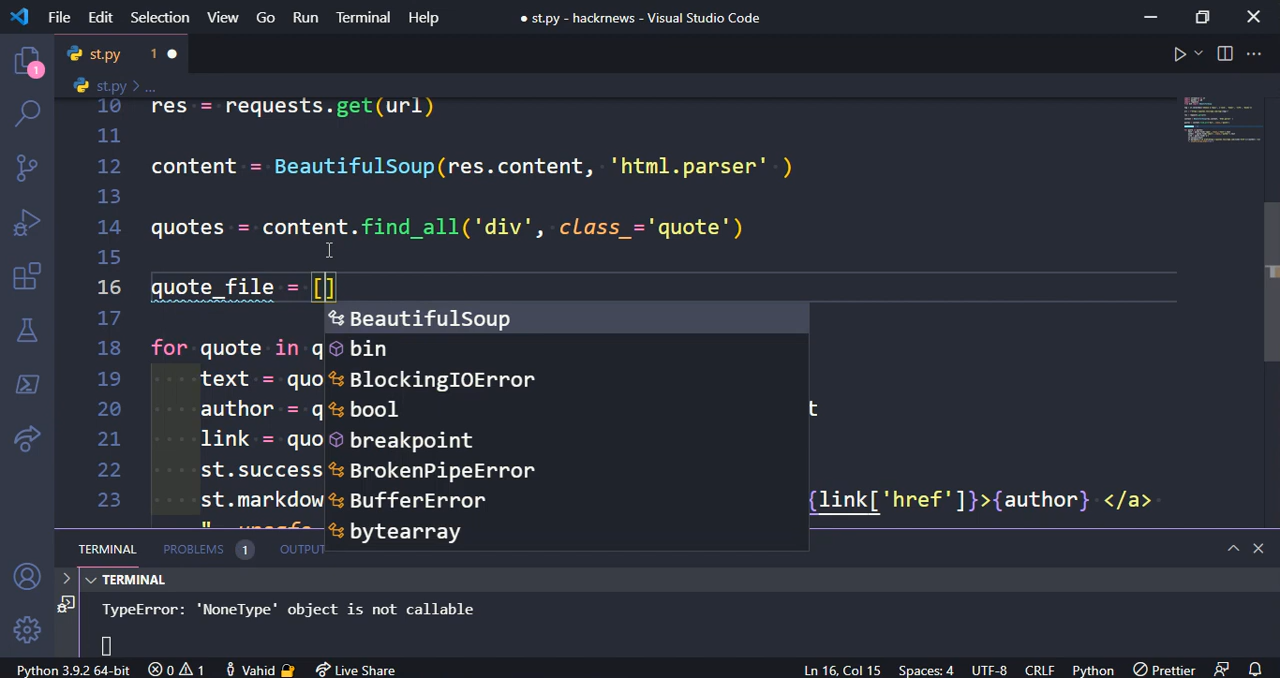 File Edit Selection View Go Run Terminal Help ● st.py - hackrnews - Visual Studio Code
st.py 1 ●
1
st.py > ...
10 res = requests.get(url)
11
12 content = BeautifulSoup(res.content, 'html.parser' )
13
14 quotes = content.find_all('div', class_='quote')
15
16 quote_file = []
17 BeautifulSoup
18 for quote in q bin
19 text = quo BlockingIOError
20 author = q bool t
21 link = quo breakpoint
22 st.success BrokenPipeError
23 st.markdow BufferError {link['href']}>{author} </a>
bytearray
TERMINAL PROBLEMS 1 OUTPUT
TERMINAL
TypeError: 'NoneType' object is not callable
Python 3.9.2 64-bit 0 1 Vahid Live Share Ln 16, Col 15 Spaces: 4 UTF-8 CRLF Python Prettier